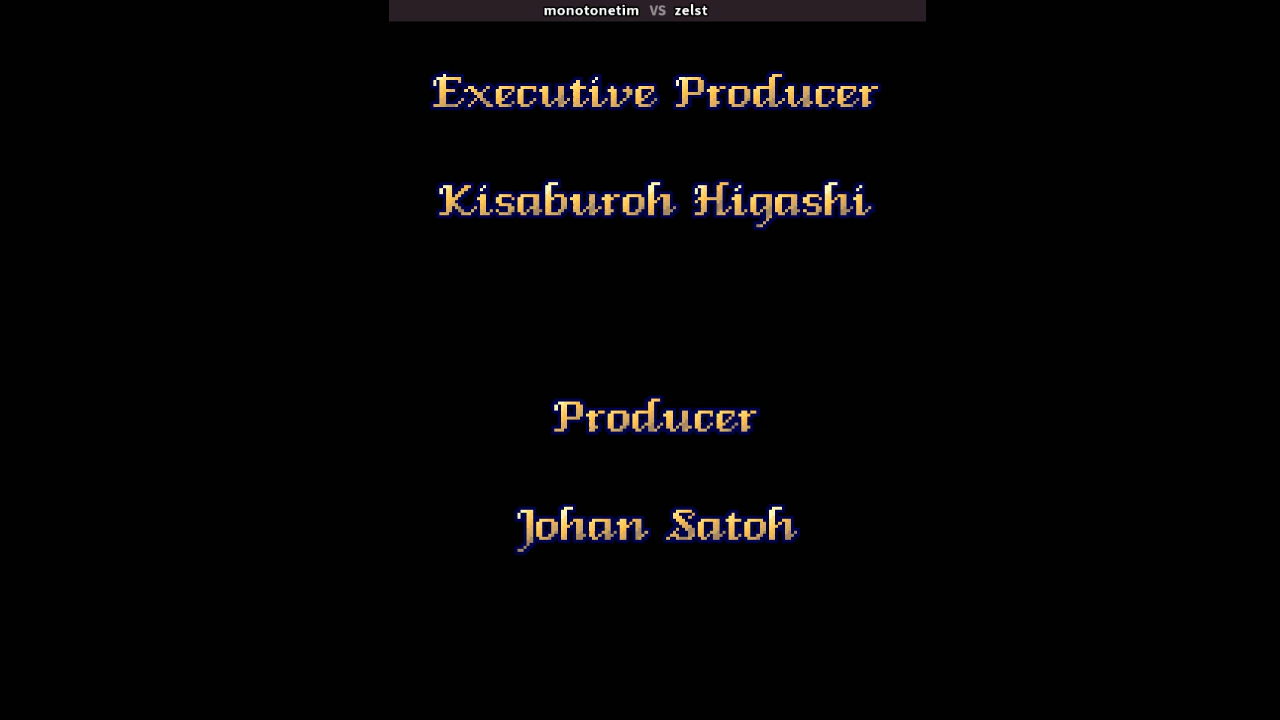 monotonetim VS zelst
Executive Producer
Kisaburoh Higashi
Producer
Johan Satoh